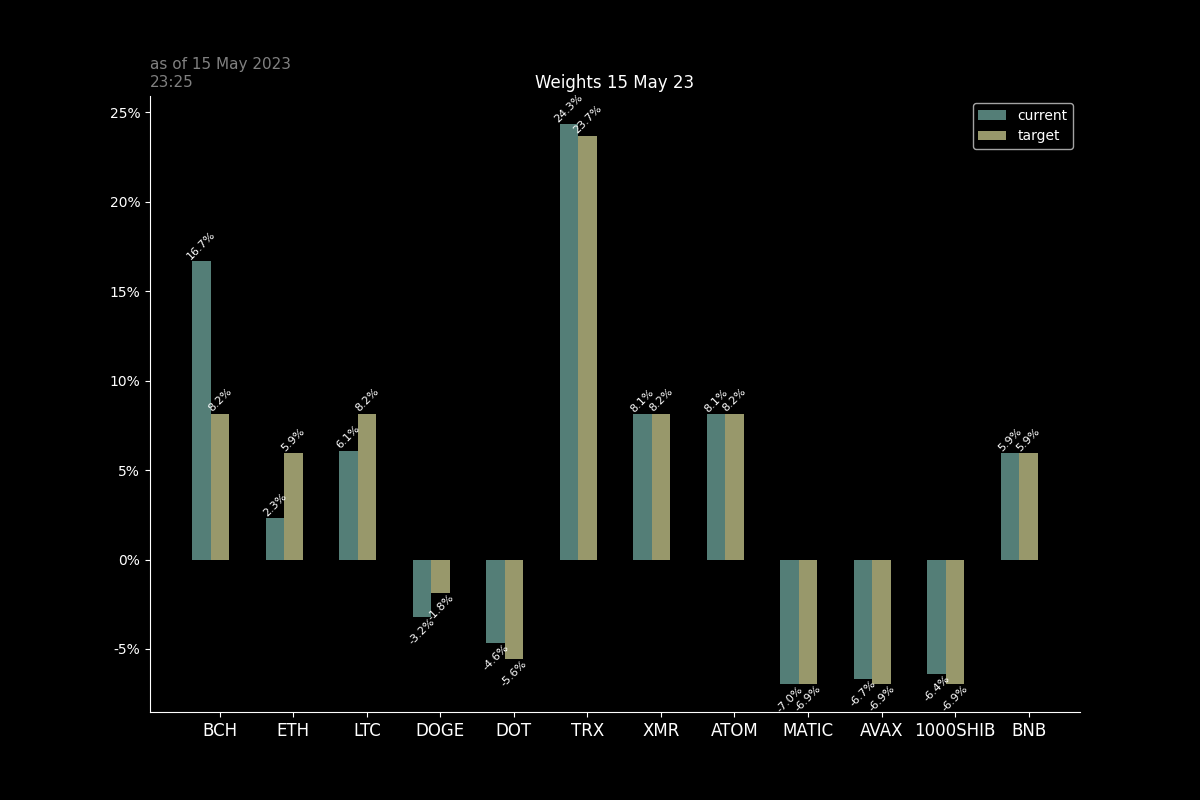 as of 15 May 2023
23:25
Weights 15 May 23
current
target
25%
20%
15%
10%
5%
0%
-5%
16.7%
8.2%
2.3%
5.9%
6.1%
8.2%
-3.2%
-1.8%
-4.6%
-5.6%
24.3%
23.7%
8.1%
8.2%
8.1%
8.2%
-7.0%
-6.9%
-6.7%
-6.9%
-6.4%
-6.9%
5.9%
5.9%
BCH
ETH
LTC
DOGE
DOT
TRX
XMR
ATOM
MATIC
AVAX
1000SHIB
BNB